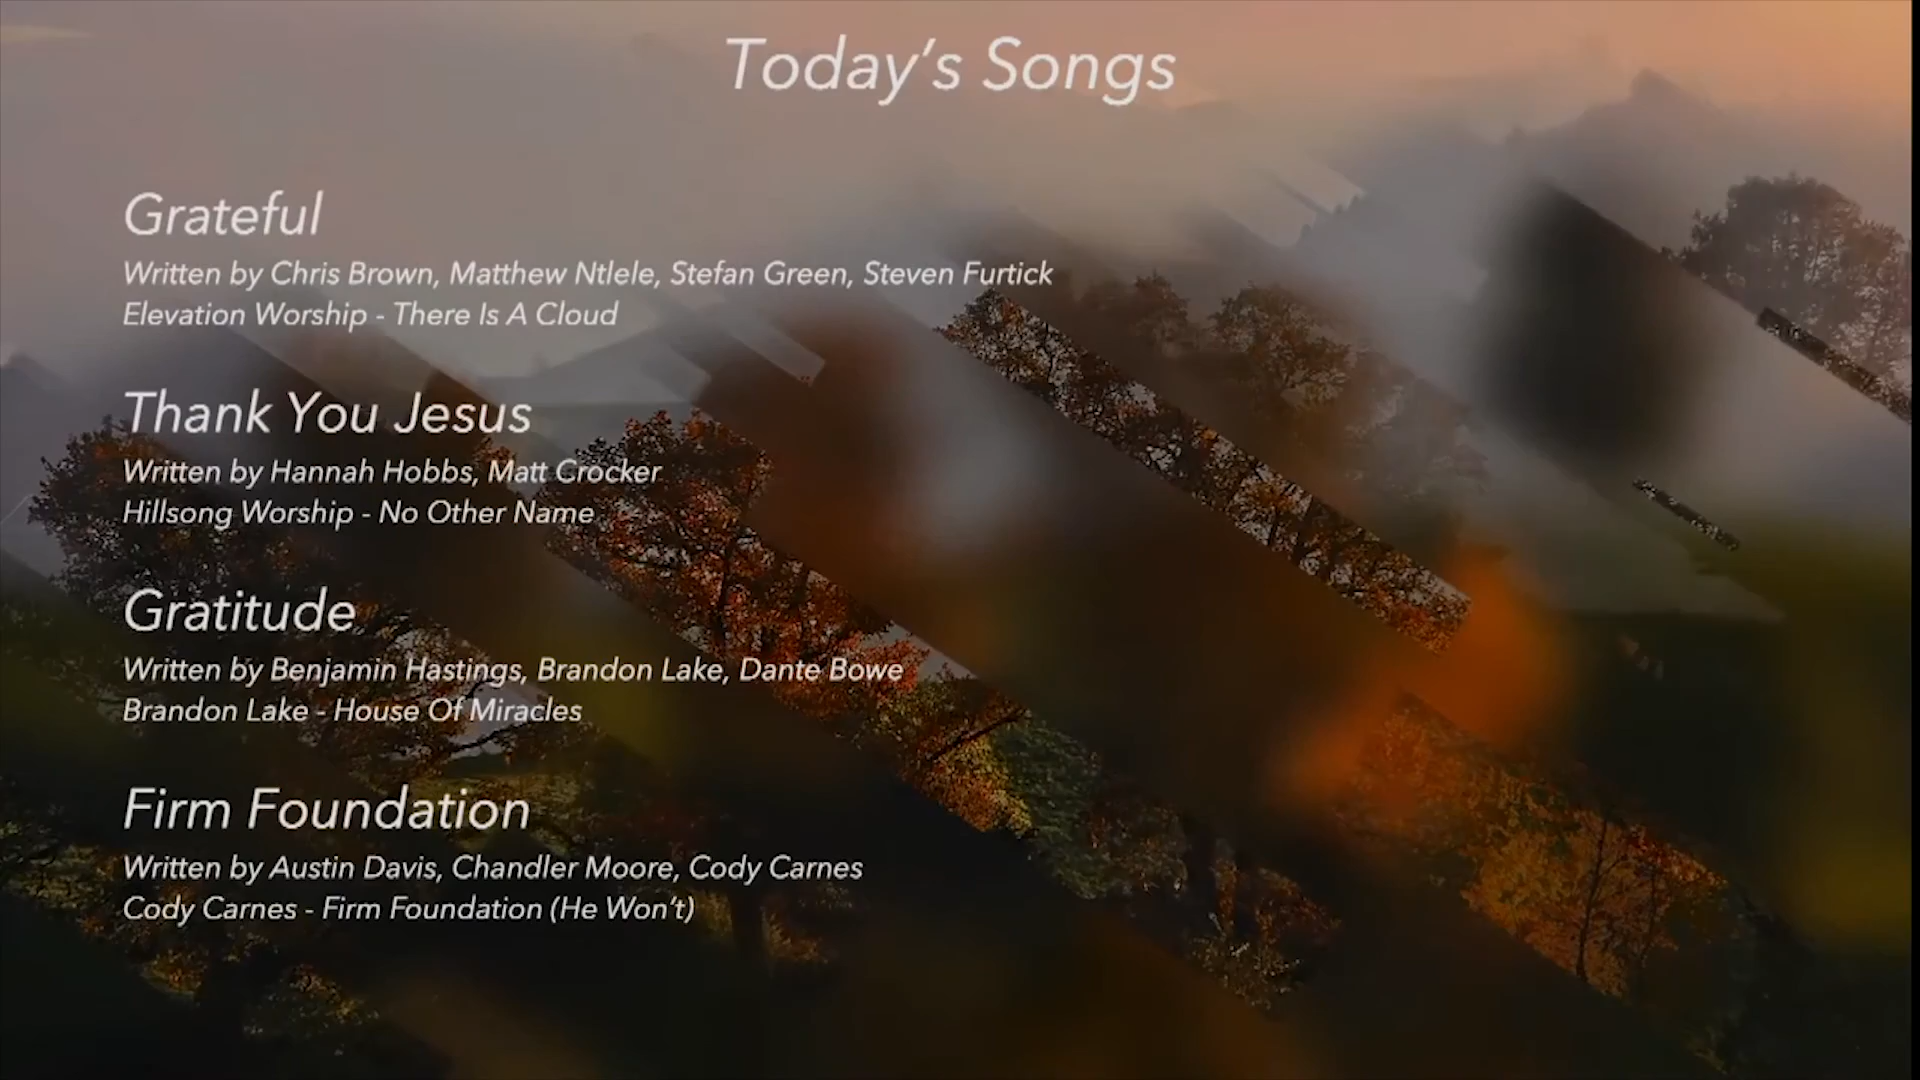 Today’s Songs
Grateful
Written by Chris Brown, Matthew Ntlele, Stefan Green, Steven Furtick
Elevation Worship - There Is A Cloud
Thank You Jesus
Written by Hannah Hobbs, Matt Crocker
Hillsong Worship - No Other Name
Gratitude
Written by Benjamin Hastings, Brandon Lake, Dante Bowe
Brandon Lake - House Of Miracles
Firm Foundation
Written by Austin Davis, Chandler Moore, Cody Carnes
Cody Carnes - Firm Foundation (He Won’t)